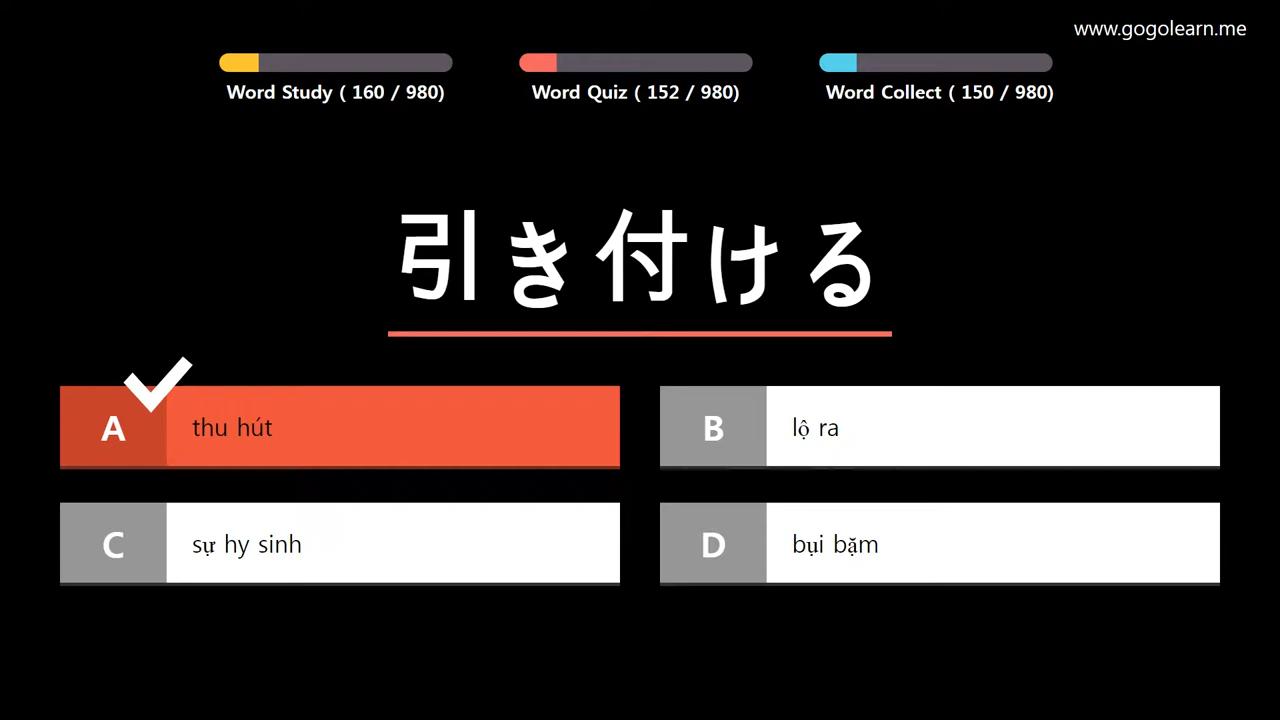 www.gogolearn.me
Word Study ( 160 / 980)
Word Quiz ( 152 / 980)
Word Collect ( 150 / 980)
引き付ける
A thu hút
B lộ ra
C sự hy sinh
D bụi bặm